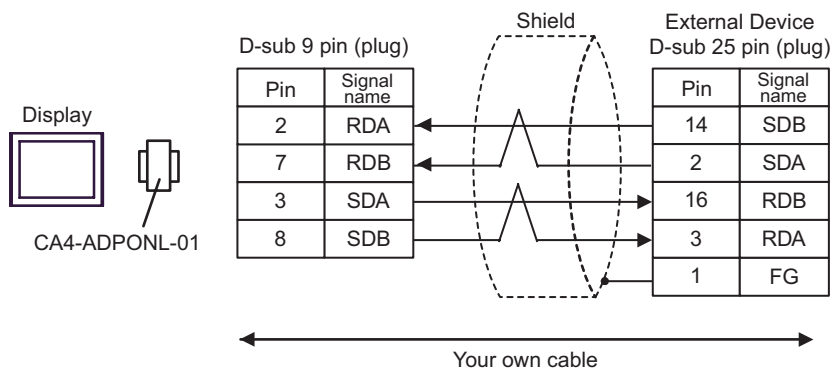 Shield
External Device
D-sub 9 pin (plug)
D-sub 25 pin (plug)
Pin Signal name
Pin Signal name
Display
2 RDA 14 SDB
7 RDB 2 SDA
3 SDA 16 RDB
8 SDB 3 RDA
1 FG
CA4-ADPONL-01
Your own cable